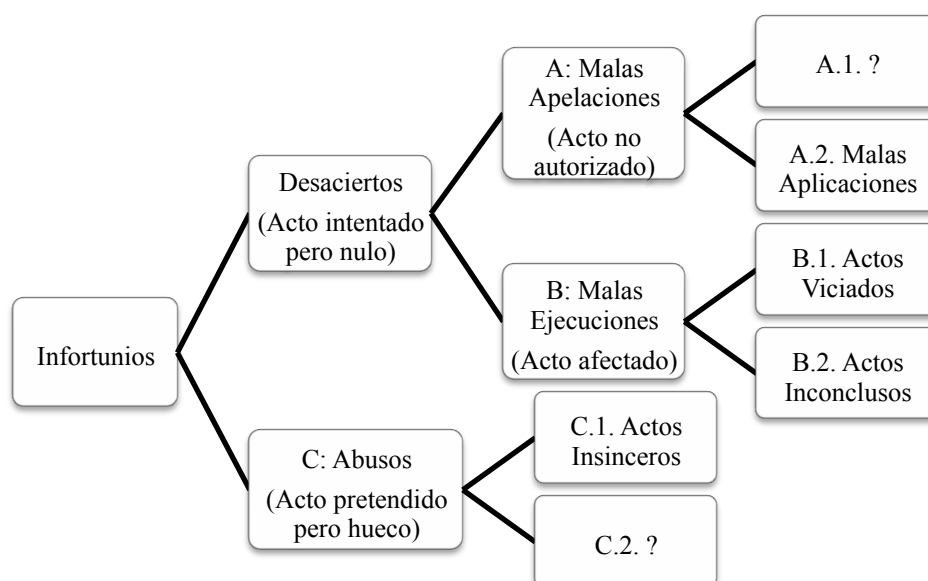 A: Malas
Apelaciones
(Acto no
autorizado)
A.1. ?
A.2. Malas
Aplicaciones
Desaciertos
(Acto intentado
pero nulo)
B: Malas
Ejecuciones
(Acto afectado)
B.1. Actos
Viciados
B.2. Actos
Inconclusos
Infortunios
C: Abusos
(Acto pretendido
pero hueco)
C.1. Actos
Insinceros
C.2. ?